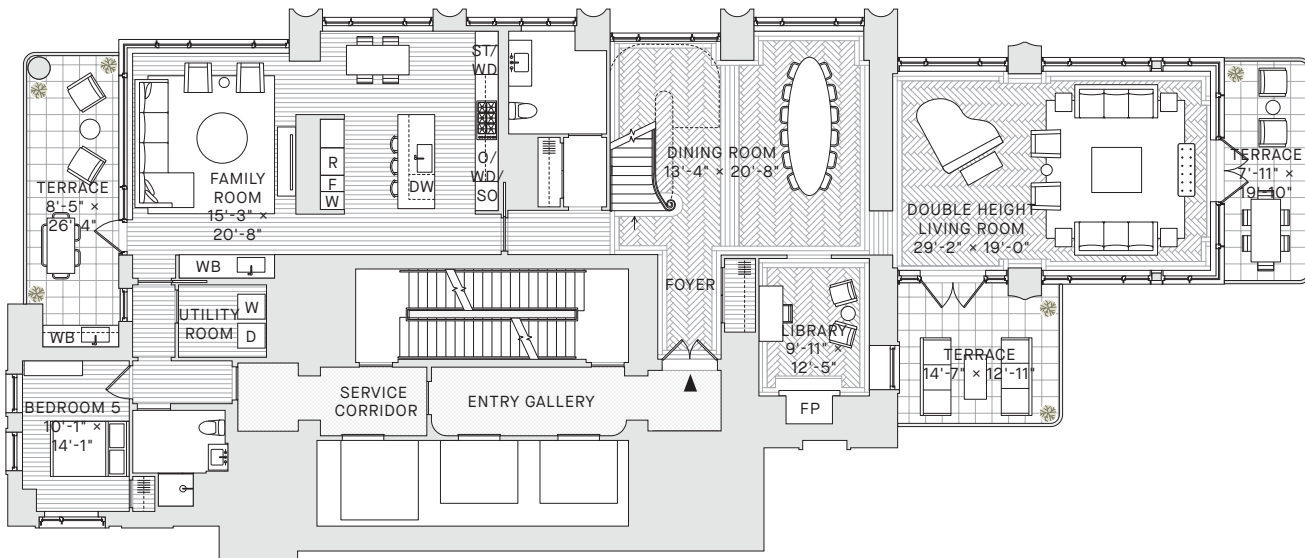 ST/
WD
O/
WD/
SO
R
F
W
DW
FAMILY
ROOM
15'-3" ×
20'-8"
TERRACE
8'-5" ×
26'-4"
DINING ROOM
13'-4" × 20'-8"
DOUBLE HEIGHT
LIVING ROOM
29'-2" × 19'-0"
TERRACE
7'-11" ×
19'-10"
WB
UTILITY
ROOM
W
D
WB
FOYER
LIBRARY
9'-11" ×
12'-5"
FP
TERRACE
14'-7" × 12'-11"
BEDROOM 5
10'-1" ×
14'-1"
SERVICE
CORRIDOR
ENTRY GALLERY